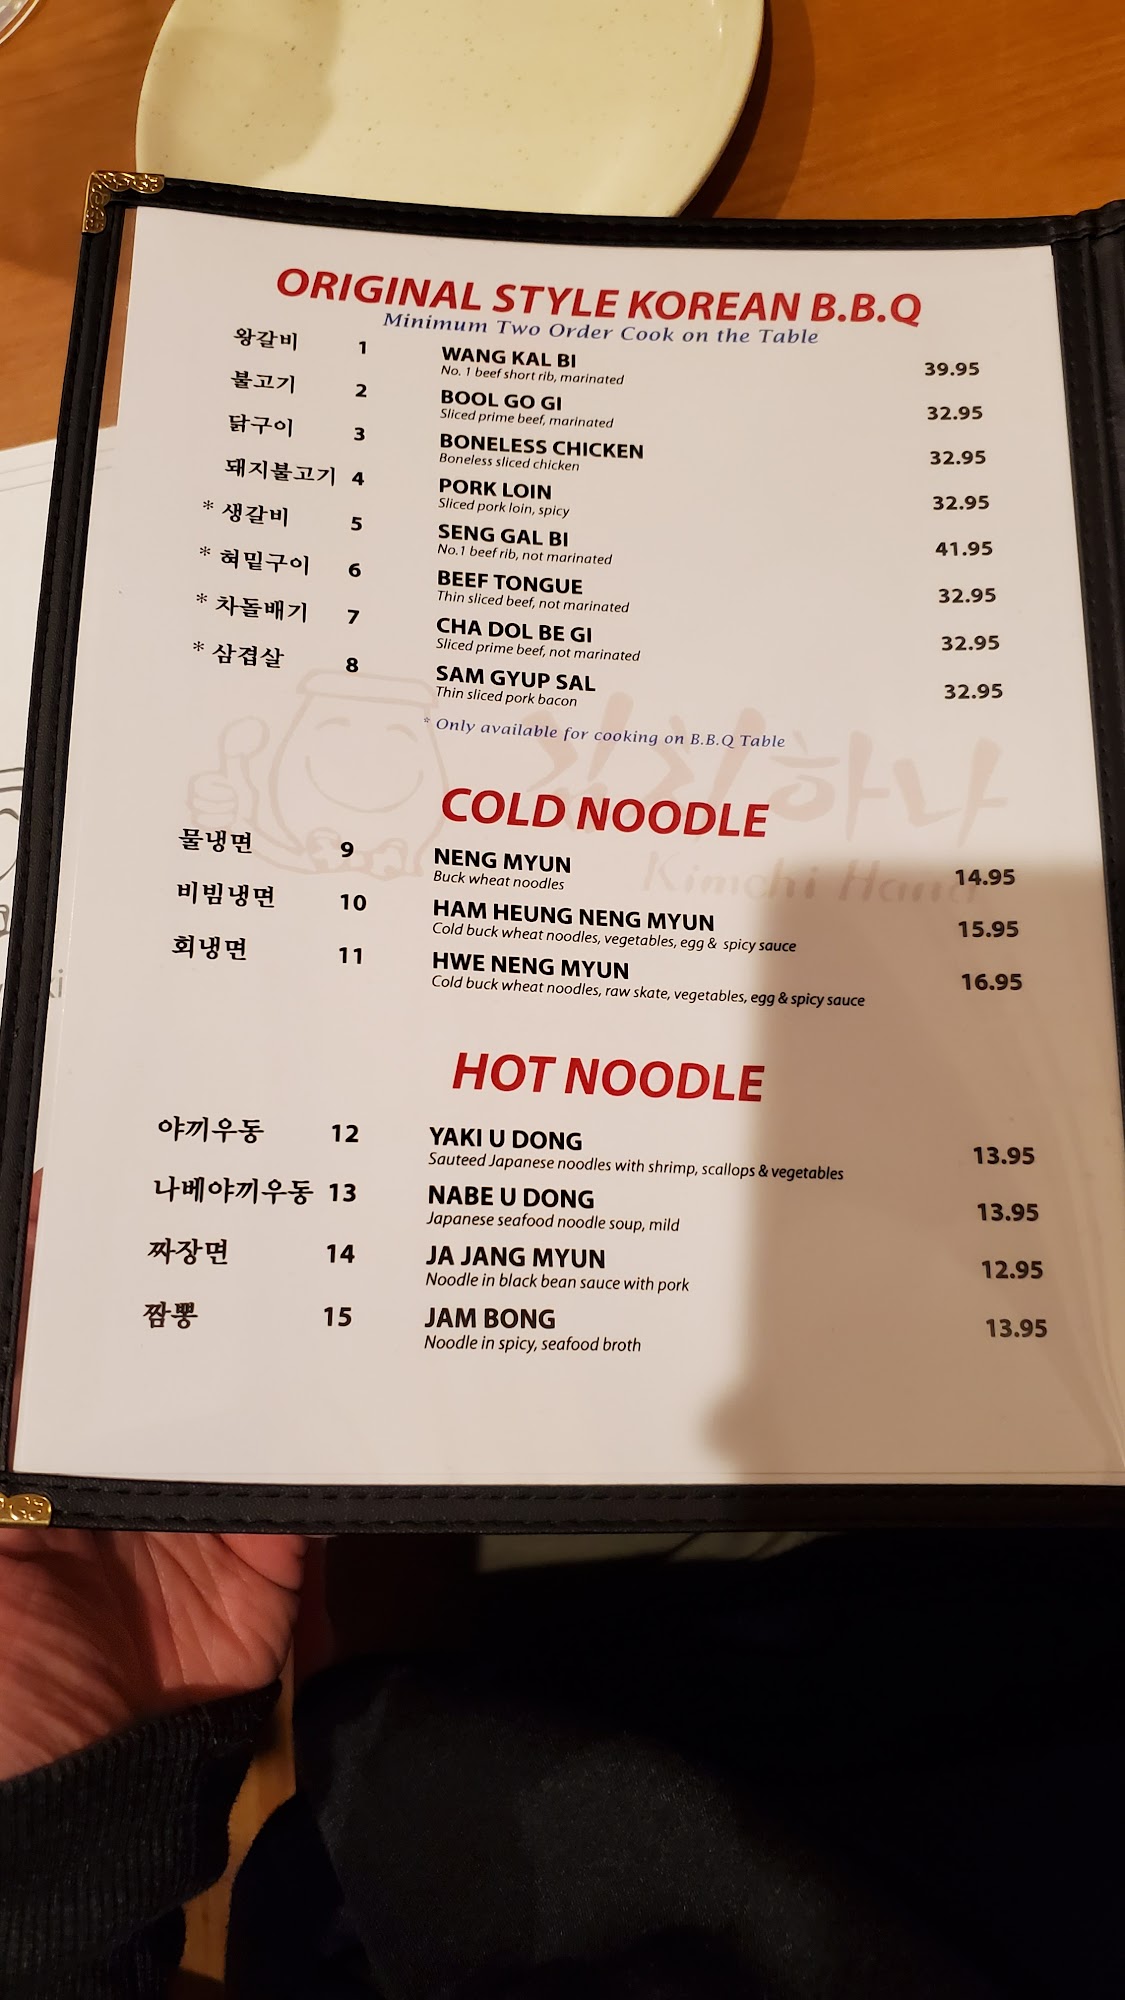 ORIGINAL STYLE KOREAN B.B.Q
Minimum Two Order Cook on the Table
왕갈비 1 WANG KAL BI 39.95
No. 1 beef short rib, marinated
불고기 2 BOOL GO GI 32.95
Sliced prime beef, marinated
닭구이 3 BONELESS CHICKEN 32.95
Boneless sliced chicken
돼지불고기 4 PORK LOIN 32.95
Sliced pork loin, spicy
* 생갈비 5 SENG GAL BI 41.95
No.1 beef rib, not marinated
* 혀밑구이 6 BEEF TONGUE 32.95
Thin sliced beef, not marinated
* 차돌배기 7 CHA DOL BE GI 32.95
Sliced prime beef, not marinated
* 삼겹살 8 SAM GYUP SAL 32.95
Thin sliced pork bacon
* Only available for cooking on B.B.Q Table
김치하나
Kimchi Hana
COLD NOODLE
물냉면 9 NENG MYUN 14.95
Buck wheat noodles
비빔냉면 10 HAM HEUNG NENG MYUN 15.95
Cold buck wheat noodles, vegetables, egg & spicy sauce
회냉면 11 HWE NENG MYUN 16.95
Cold buck wheat noodles, raw skate, vegetables, egg & spicy sauce
HOT NOODLE
야끼우동 12 YAKI U DONG 13.95
Sauteed Japanese noodles with shrimp, scallops & vegetables
나베야끼우동 13 NABE U DONG 13.95
Japanese seafood noodle soup, mild
짜장면 14 JA JANG MYUN 12.95
Noodle in black bean sauce with pork
짬뽕 15 JAM BONG 13.95
Noodle in spicy, seafood broth